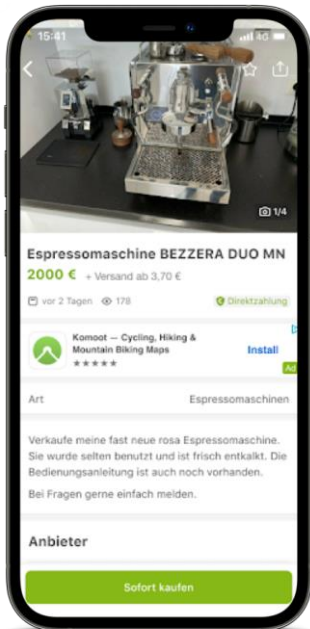 15:41
4G
1/4
Espressomaschine BEZZERA DUO MN
2000 € + Versand ab 3,70 €
vor 2 Tagen 178 Direktzahlung
Komoot — Cycling, Hiking &
Mountain Biking Maps
Install
Ad
Art Espressomaschinen
Verkaufe meine fast neue rosa Espressomaschine.
Sie wurde selten benutzt und ist frisch entkalkt. Die
Bedienungsanleitung ist auch noch vorhanden.
Bei Fragen gerne einfach melden.
Anbieter
Sofort kaufen